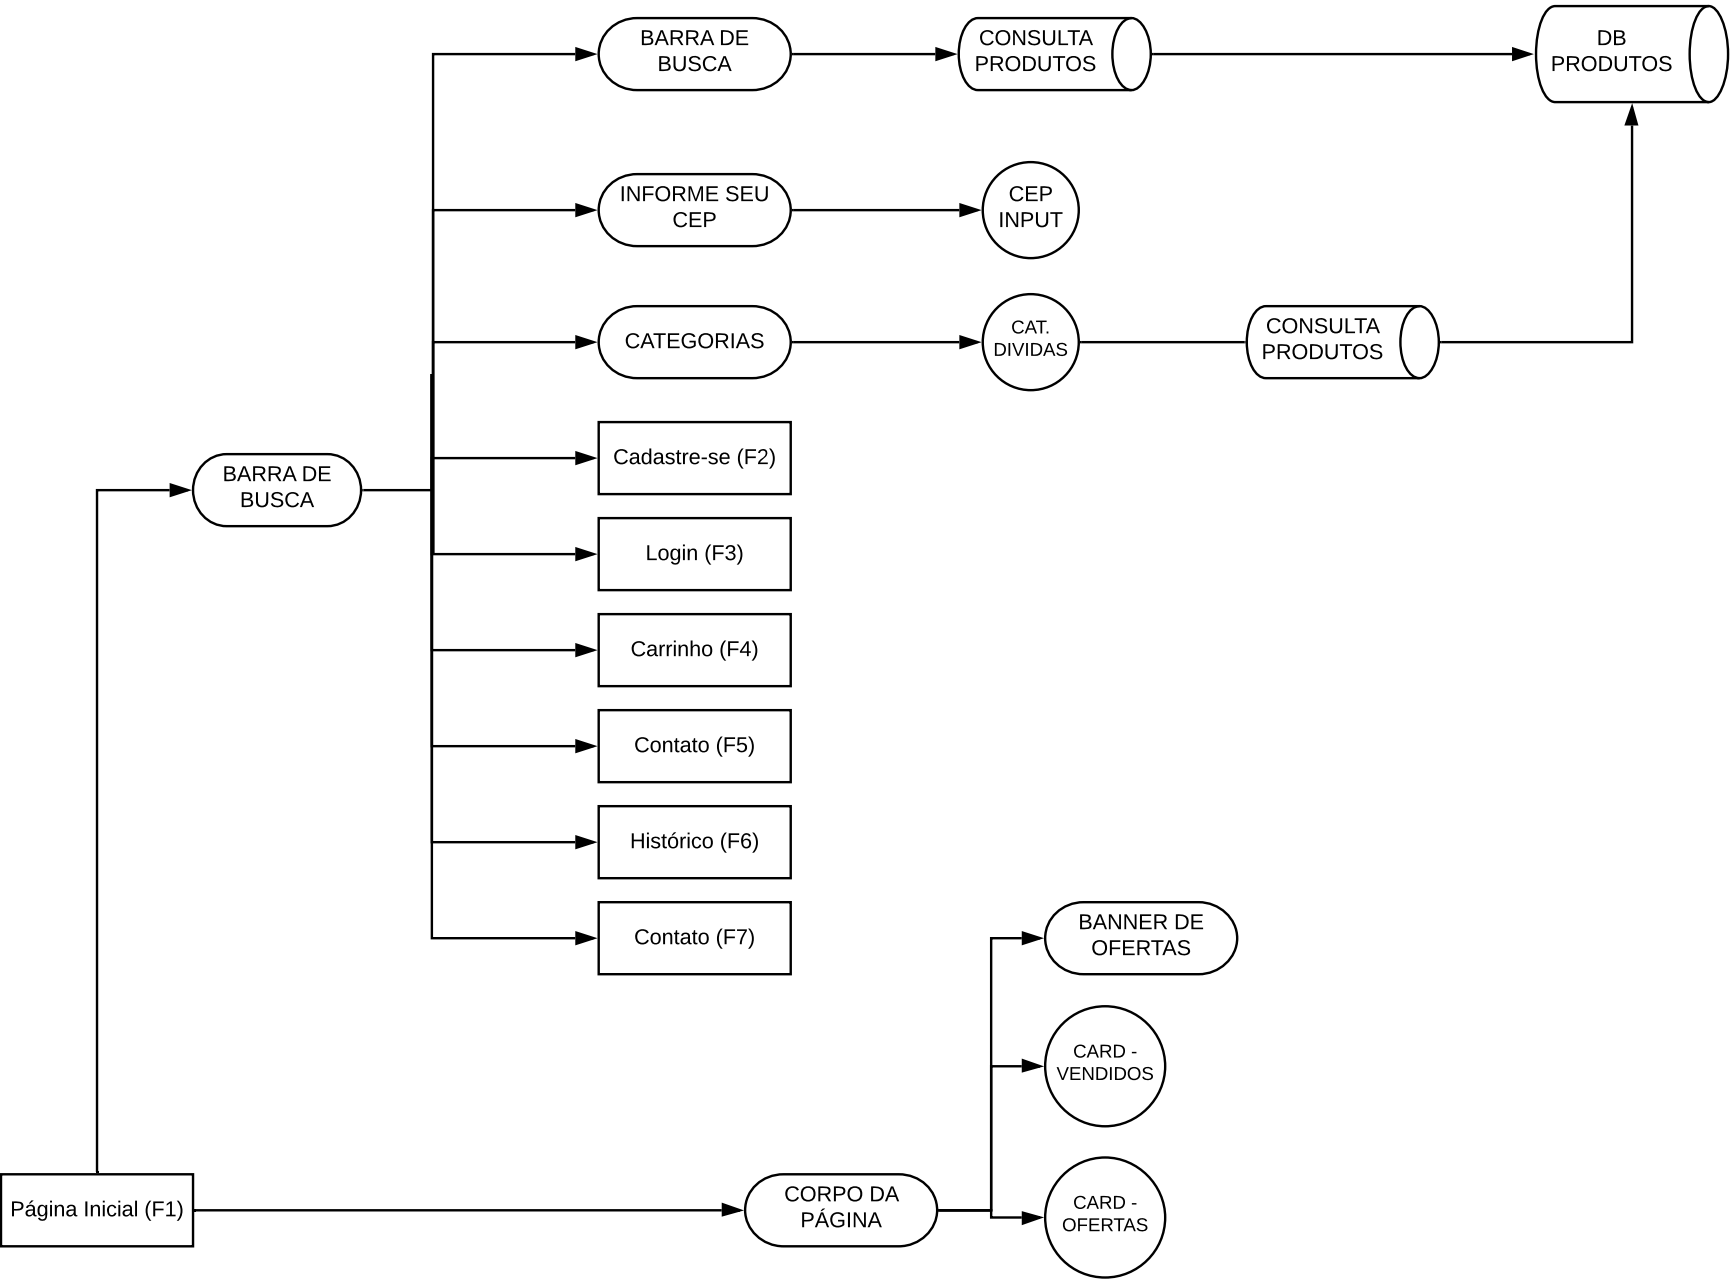 BARRA DE
BUSCA
CONSULTA
PRODUTOS
DB
PRODUTOS
INFORME SEU
CEP
CEP
INPUT
CATEGORIAS
CAT.
DIVIDAS
CONSULTA
PRODUTOS
Cadastre-se (F2)
BARRA DE
BUSCA
Login (F3)
Carrinho (F4)
Contato (F5)
Histórico (F6)
Contato (F7)
BANNER DE
OFERTAS
CARD -
VENDIDOS
Página Inicial (F1)
CORPO DA
PÁGINA
CARD -
OFERTAS